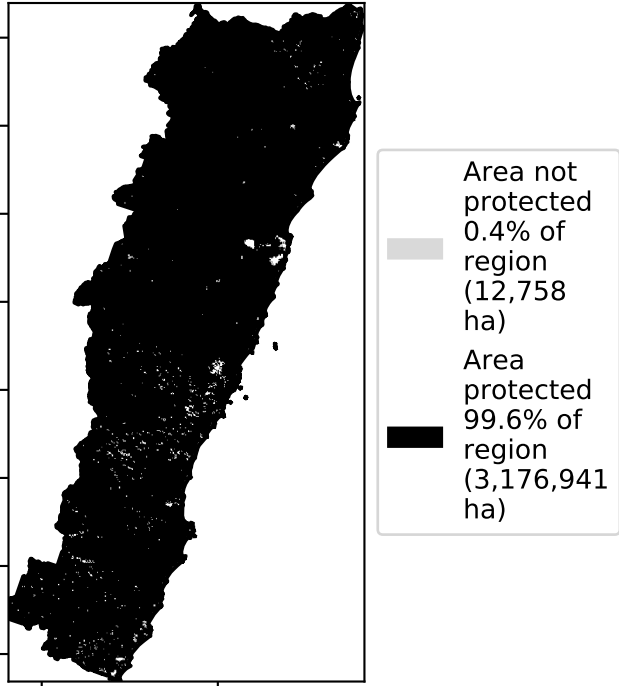 Area not
protected
0.4% of
region
(12,758
ha)
Area
protected
99.6% of
region
(3,176,941
ha)